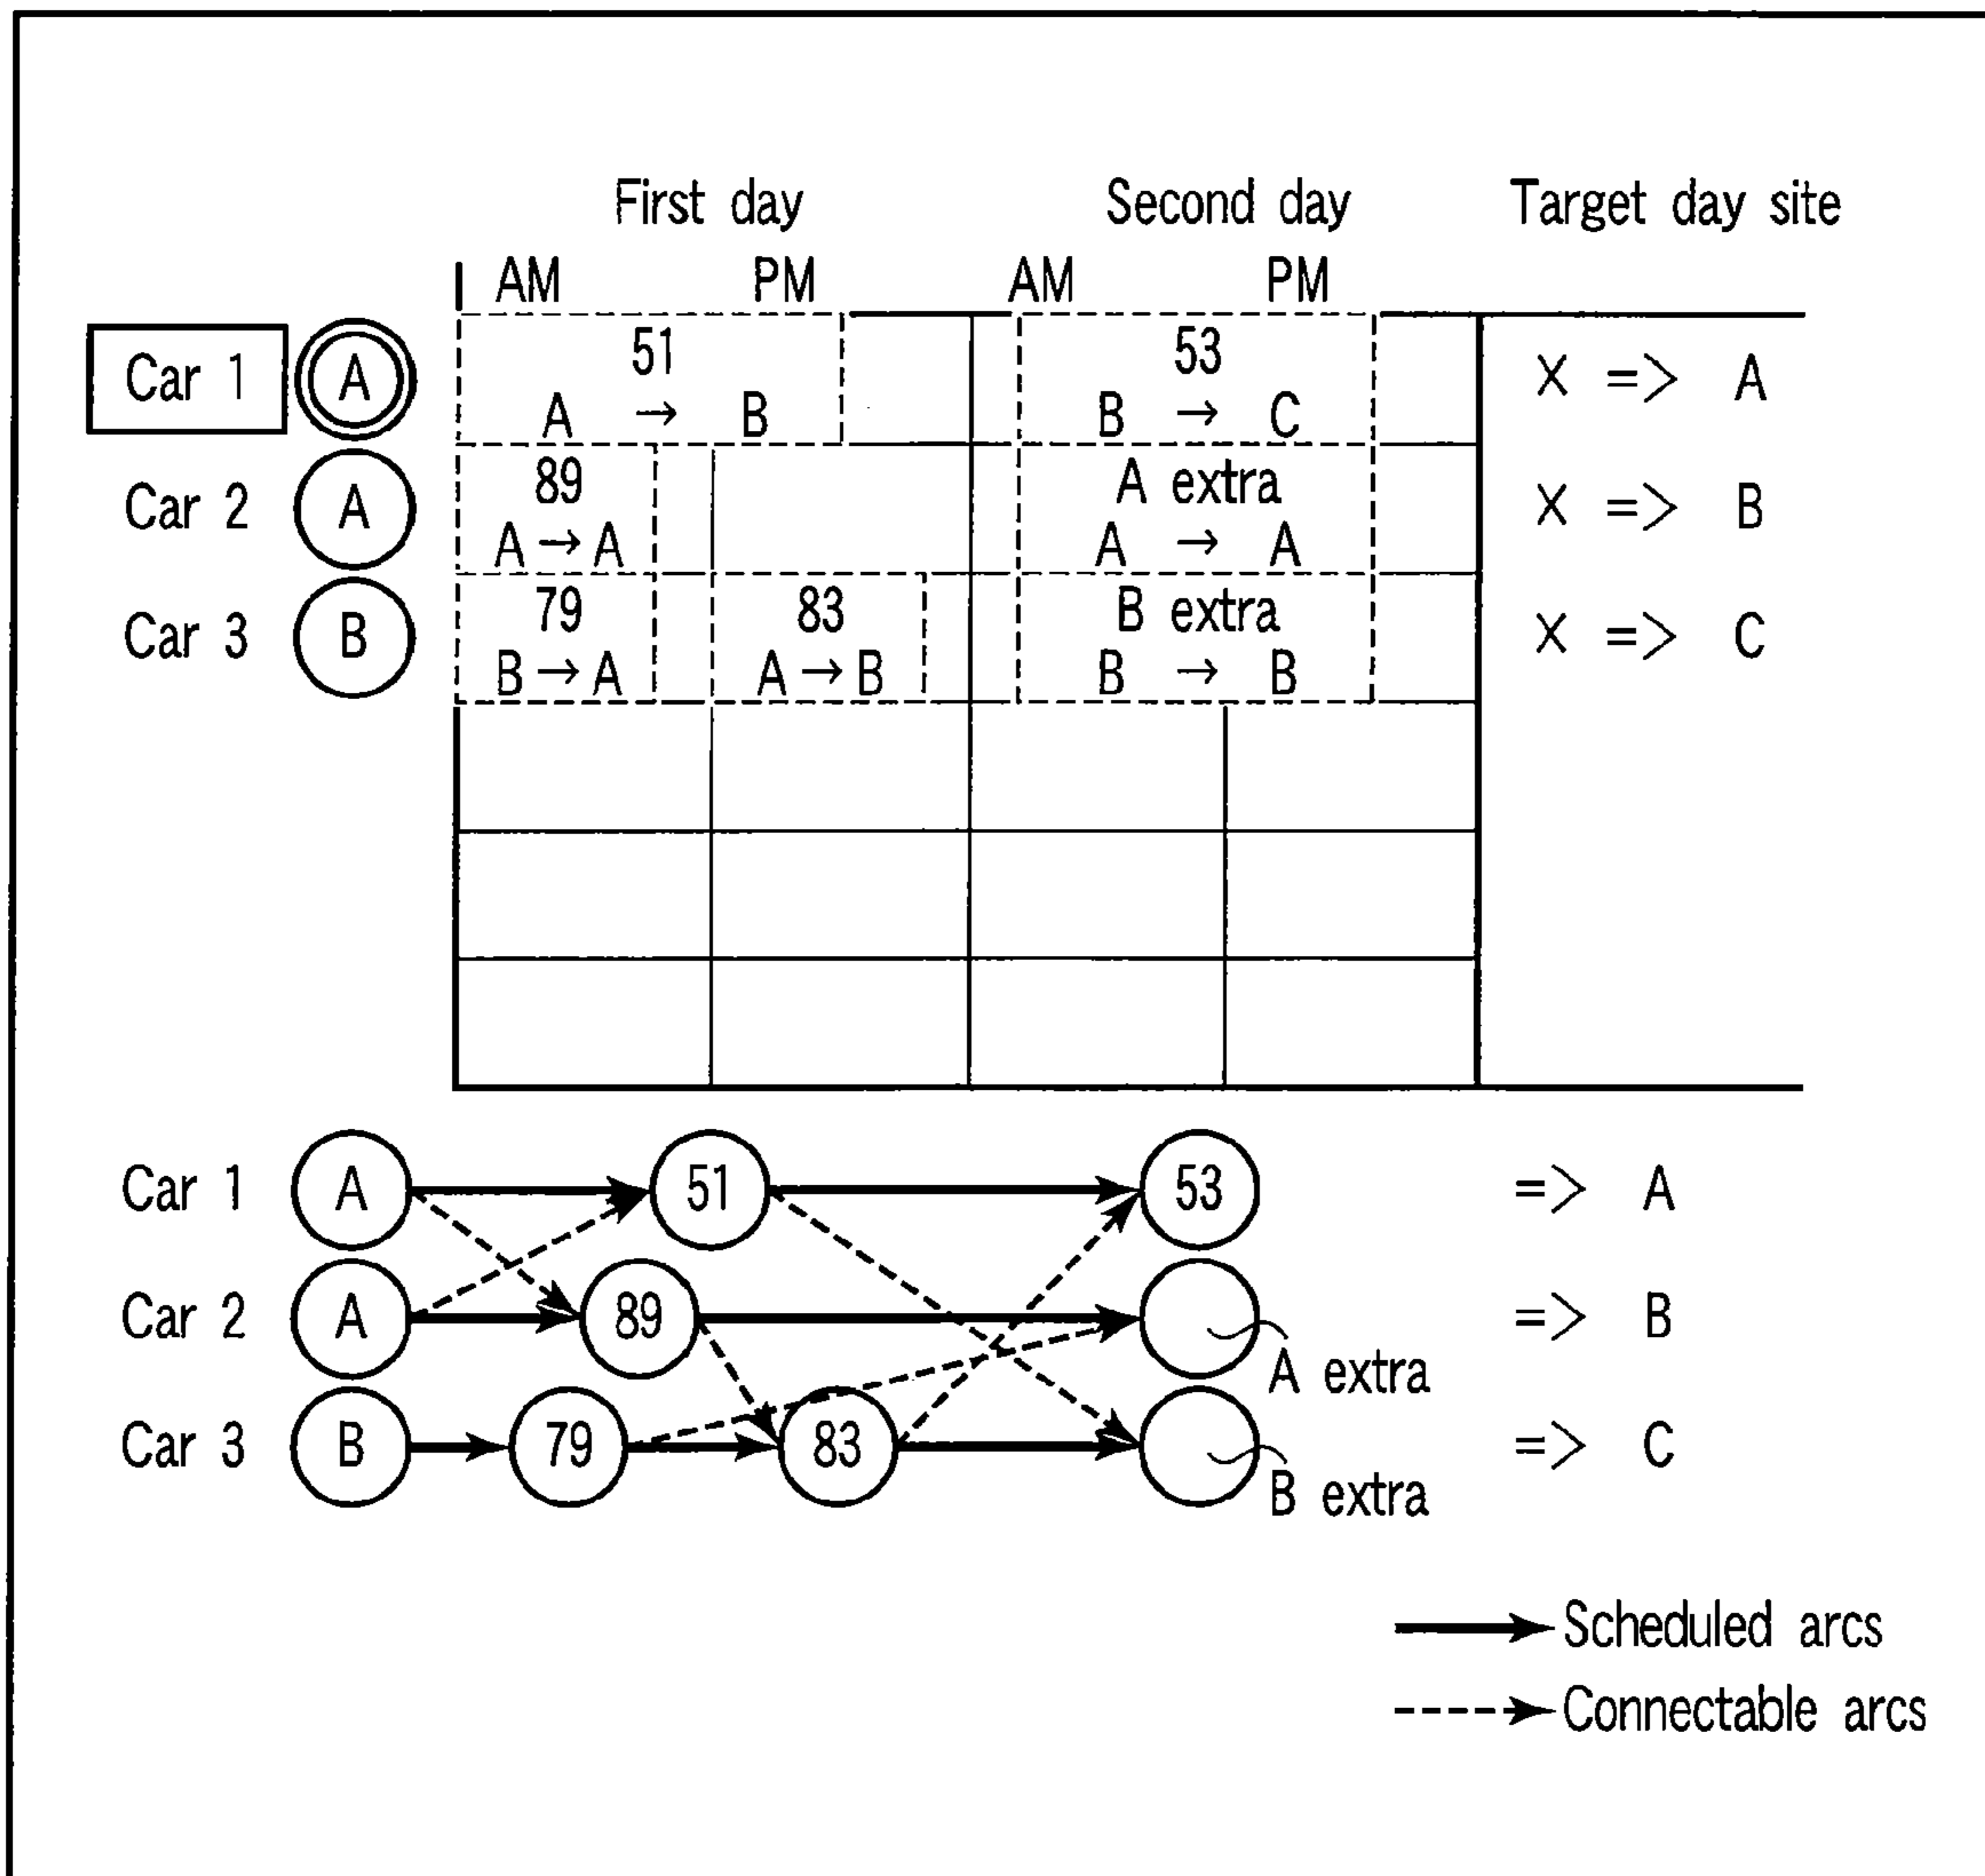 First day Second day Target day site
AM PM AM PM
Car 1 A 51 53 X => A
A → B B → C
Car 2 A 89 A extra X => B
A → A A → A
Car 3 B 79 83 B extra X => C
B → A A → B B → B
Car 1 A 51 53 => A
Car 2 A 89 => B
A extra
Car 3 B 79 83 => C
B extra
Scheduled arcs
Connectable arcs